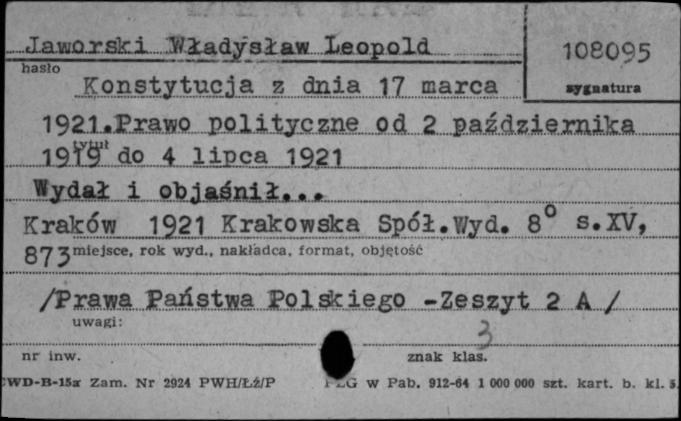 Jaworski Władysław Leopold
108095
hasło
Konstytucja z dnia 17 marca
sygnatura
1921.Prawo polityczne od 2 października
tytuł
1919 do 4 lipca 1921
Wydał i objaśnił...
Kraków 1921 Krakowska Spół.Wyd. 8° s.XV,
873 miejsce, rok wyd., nakładca, format, objętość
/Prawa Państwa Polskiego -Zeszyt 2 A /
uwagi:
3
nr inw.
znak klas.
CWD-B-15a Zam. Nr 2924 PWH/Łź/P
PZG w Pab. 912-64 1 000 000 szt. kart. b. kl. 5.